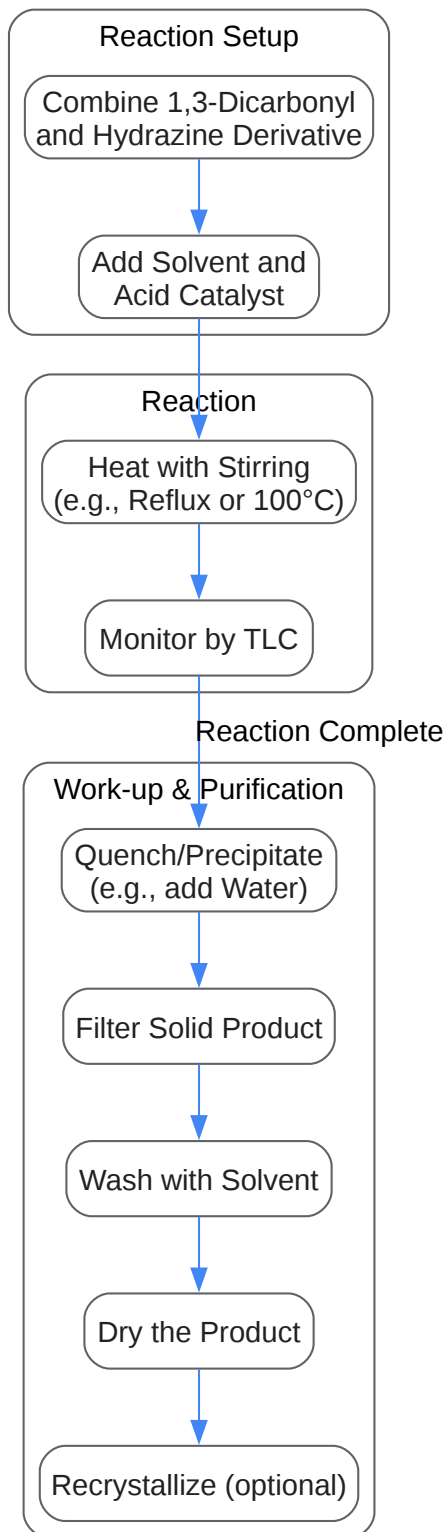 Reaction Setup
Combine 1,3-Dicarbonyl
and Hydrazine Derivative
Add Solvent and
Acid Catalyst
Reaction
Heat with Stirring
(e.g., Reflux or 100°C)
Monitor by TLC
Reaction Complete
Work-up & Purification
Quench/Precipitate
(e.g., add Water)
Filter Solid Product
Wash with Solvent
Dry the Product
Recrystallize (optional)